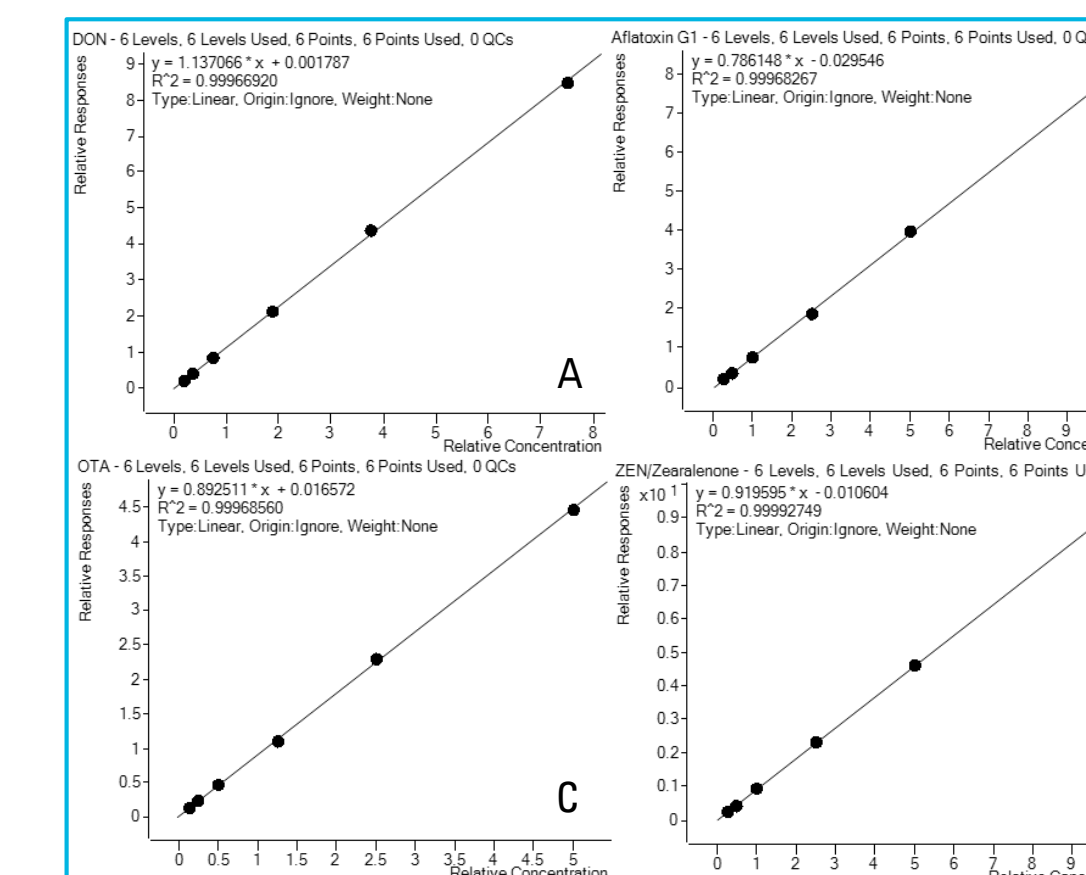 DON - 6 Levels, 6 Levels Used, 6 Points, 6 Points Used, 0 QCs
y = 1.137066 * x + 0.001787
R^2 = 0.99966920
Type:Linear, Origin:Ignore, Weight:None
Relative Responses
9
8
7
6
5
4
3
2
1
0
A
0 1 2 3 4 5 6 7 8
Relative Concentration
Aflatoxin G1 - 6 Levels, 6 Levels Used, 6 Points, 6 Points Used, 0 Q
y = 0.786148 * x - 0.029546
R^2 = 0.99968267
Type:Linear, Origin:Ignore, Weight:None
Relative Responses
8
7
6
5
4
3
2
1
0
0 1 2 3 4 5 6 7 8 9
Relative Conce
OTA - 6 Levels, 6 Levels Used, 6 Points, 6 Points Used, 0 QCs
y = 0.892511 * x + 0.016572
R^2 = 0.99968560
Type:Linear, Origin:Ignore, Weight:None
Relative Responses
4.5
4
3.5
3
2.5
2
1.5
1
0.5
0
C
0 0.5 1 1.5 2 2.5 3 3.5 4 4.5 5
Relative Concentration
ZEN/Zearalenone - 6 Levels, 6 Levels Used, 6 Points, 6 Points U
x10 1
y = 0.919595 * x - 0.010604
R^2 = 0.99992749
Type:Linear, Origin:Ignore, Weight:None
Relative Responses
0.9
0.8
0.7
0.6
0.5
0.4
0.3
0.2
0.1
0
0 1 2 3 4 5 6 7 8 9
Relative Conce